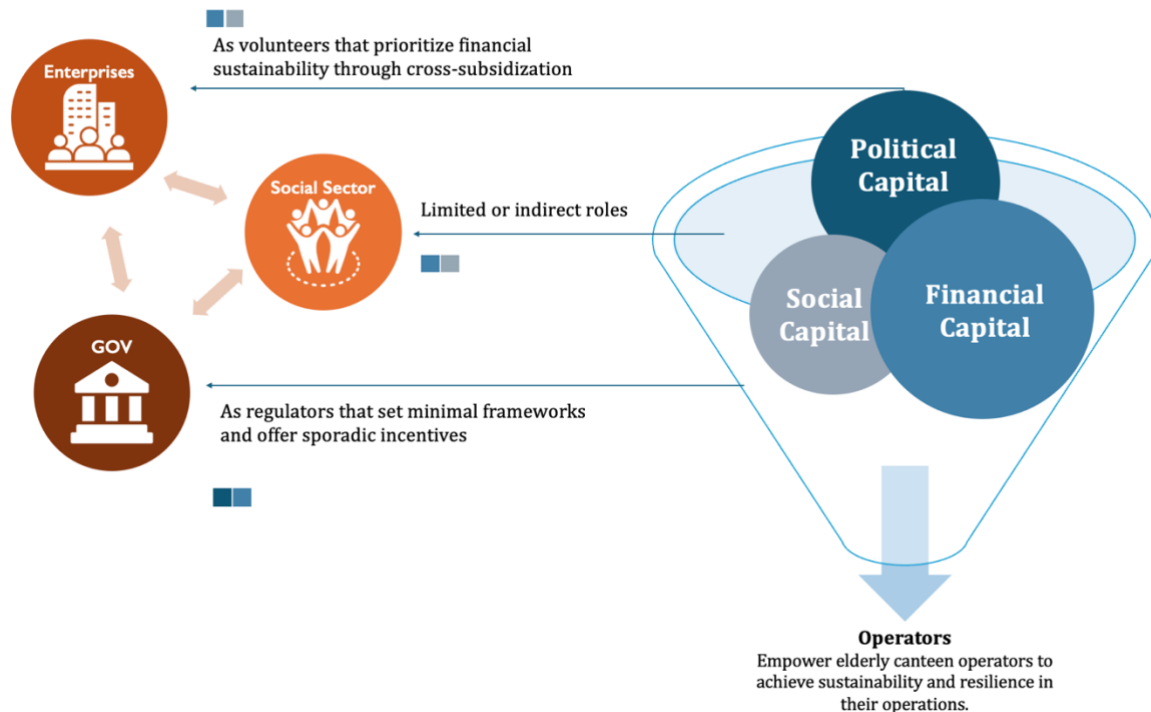 As volunteers that prioritize financial
sustainability through cross-subsidization
Enterprises
Political
Capital
Social Sector
Limited or indirect roles
Social
Capital
Financial
Capital
GOV
As regulators that set minimal frameworks
and offer sporadic incentives
Operators
Empower elderly canteen operators to
achieve sustainability and resilience in
their operations.